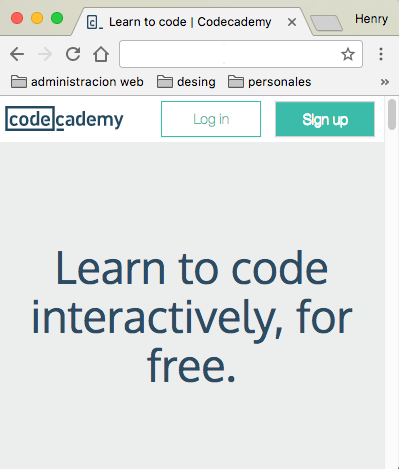 Learn to code | Codecademy
Henry
administracion web
desing
personales
codecademy
Log in
Sign up
Learn to code
interactively, for
free.